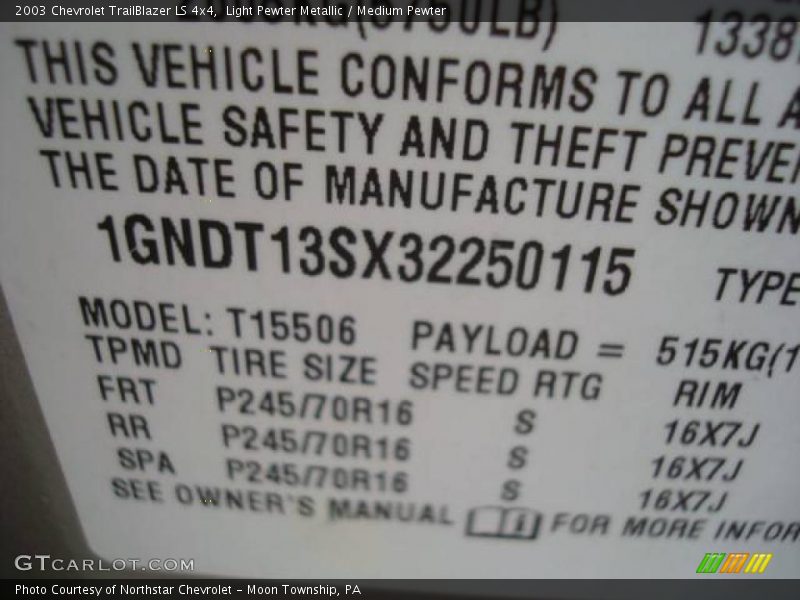 2003 Chevrolet TrailBlazer LS 4x4, Light Pewter Metallic / Medium Pewter
THIS VEHICLE CONFORMS TO ALL A
VEHICLE SAFETY AND THEFT PREVE
THE DATE OF MANUFACTURE SHOWN
1GNDT13SX32250115 TYPE
MODEL: T15506 PAYLOAD = 515KG(1
TPMD TIRE SIZE SPEED RTG RIM
FRT P245/70R16 S 16X7J
RR P245/70R16 S 16X7J
SPA P245/70R16 S 16X7J
SEE OWNER'S MANUAL FOR MORE INFOR
GTCARLOT.COM
Photo Courtesy of Northstar Chevrolet - Moon Township, PA